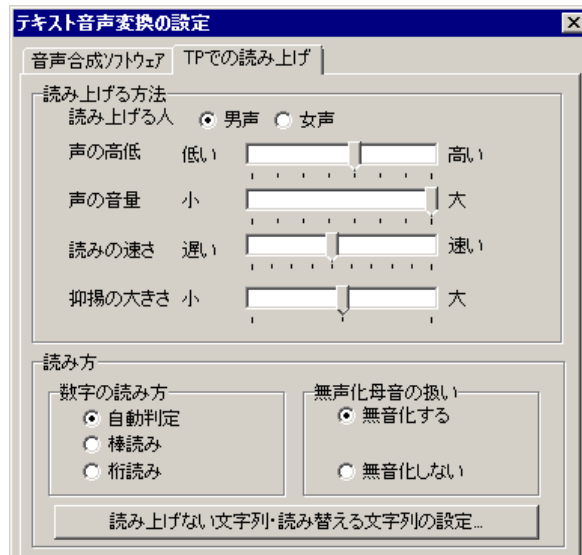 テキスト音声変換の設定
音声合成ソフトウェア TPでの読み上げ
読み上げる方法
読み上げる人 男声 女声
声の高低 低い 高い
声の音量 小 大
読みの速さ 遅い 速い
抑揚の大きさ 小 大
読み方
数字の読み方 無声化母音の扱い
自動判定 無音化する
棒読み
桁読み 無音化しない
読み上げない文字列・読み替える文字列の設定...